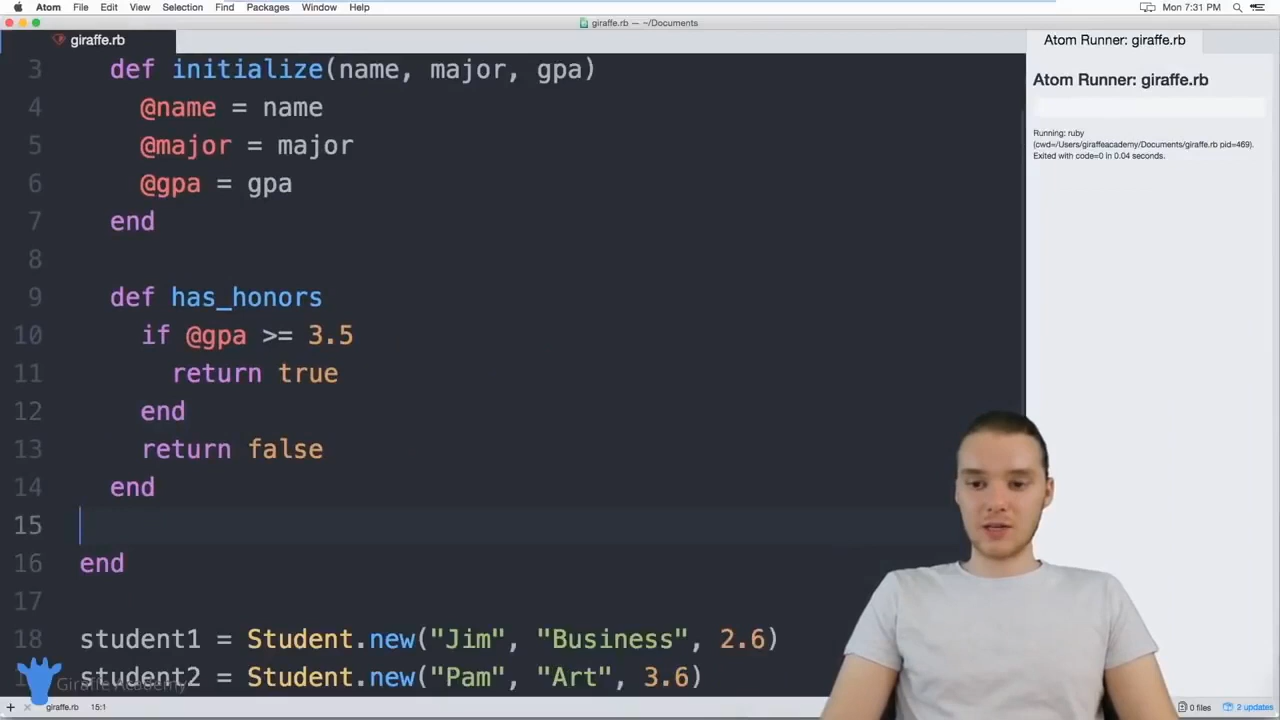 Atom File Edit View Selection Find Packages Window Help Mon 7:31 PM
giraffe.rb — ~/Documents
giraffe.rb
Atom Runner: giraffe.rb
3 def initialize(name, major, gpa)
4 @name = name
5 @major = major
6 @gpa = gpa
7 end
8
9 def has_honors
10 if @gpa >= 3.5
11 return true
12 end
13 return false
14 end
15
16 end
17
18 student1 = Student.new("Jim", "Business", 2.6)
student2 = Student.new("Pam", "Art", 3.6)
Atom Runner: giraffe.rb
Running: ruby
(cwd=/Users/giraffeacademy/Documents/giraffe.rb pid=469).
Exited with code=0 in 0.04 seconds.
Giraffe Academy
giraffe.rb 15:1 0 files 2 updates